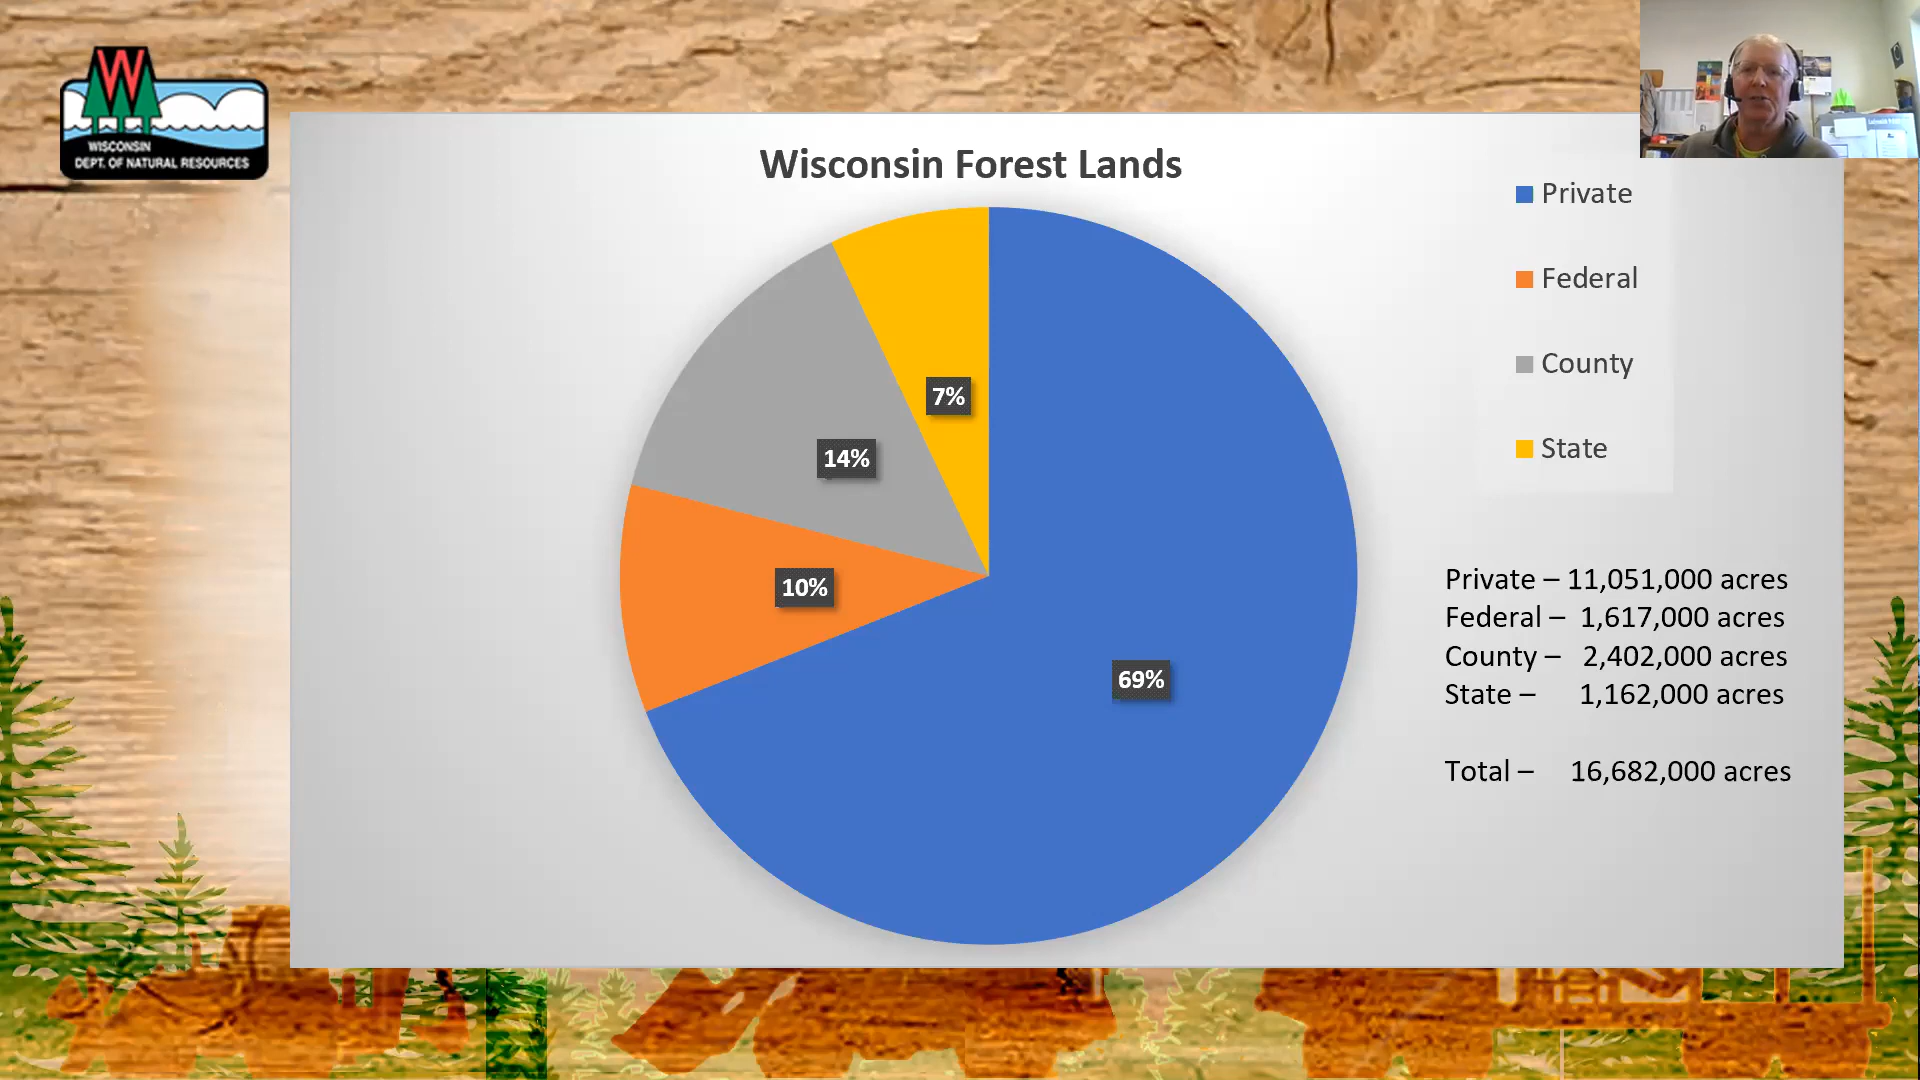 W
WISCONSIN
DEPT. OF NATURAL RESOURCES
Wisconsin Forest Lands
Private
Federal
County
State
7%
14%
10%
69%
Private – 11,051,000 acres
Federal – 1,617,000 acres
County – 2,402,000 acres
State – 1,162,000 acres
Total – 16,682,000 acres